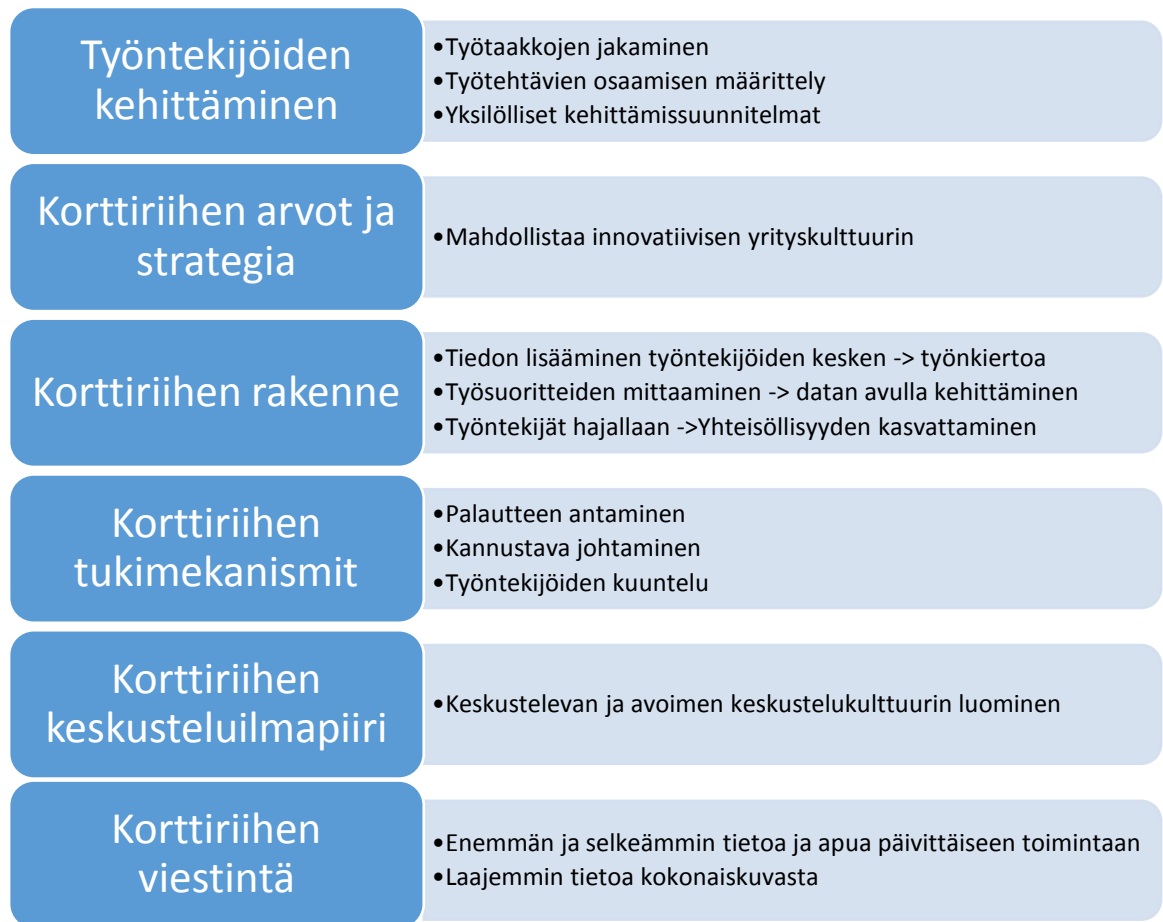 Työntekijöiden
kehittäminen
•Työtaakkojen jakaminen
•Työtehtävien osaamisen määrittely
•Yksilölliset kehittämissuunnitelmat
Korttiriihen arvot ja
strategia
•Mahdollistaa innovatiivisen yrityskulttuurin
Korttiriihen rakenne
•Tiedon lisääminen työntekijöiden kesken -> työnkiertoa
•Työsuoritteiden mittaaminen -> datan avulla kehittäminen
•Työntekijät hajallaan ->Yhteisöllisyyden kasvattaminen
Korttiriihen
tukimekanismit
•Palautteen antaminen
•Kannustava johtaminen
•Työntekijöiden kuuntelu
Korttiriihen
keskusteluilmapiiri
•Keskustelevan ja avoimen keskustelukulttuurin luominen
Korttiriihen
viestintä
•Enemmän ja selkeämmin tietoa ja apua päivittäiseen toimintaan
•Laajemmin tietoa kokonaiskuvasta